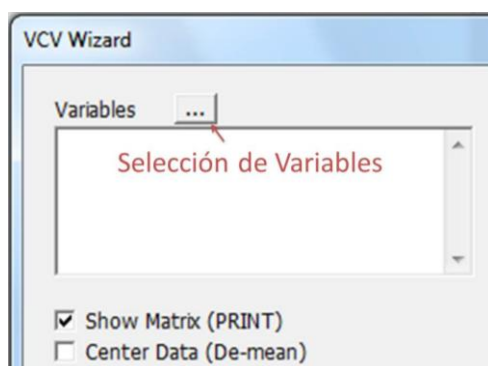 VCV Wizard
Variables ...
Selección de Variables
Show Matrix (PRINT)
Center Data (De-mean)